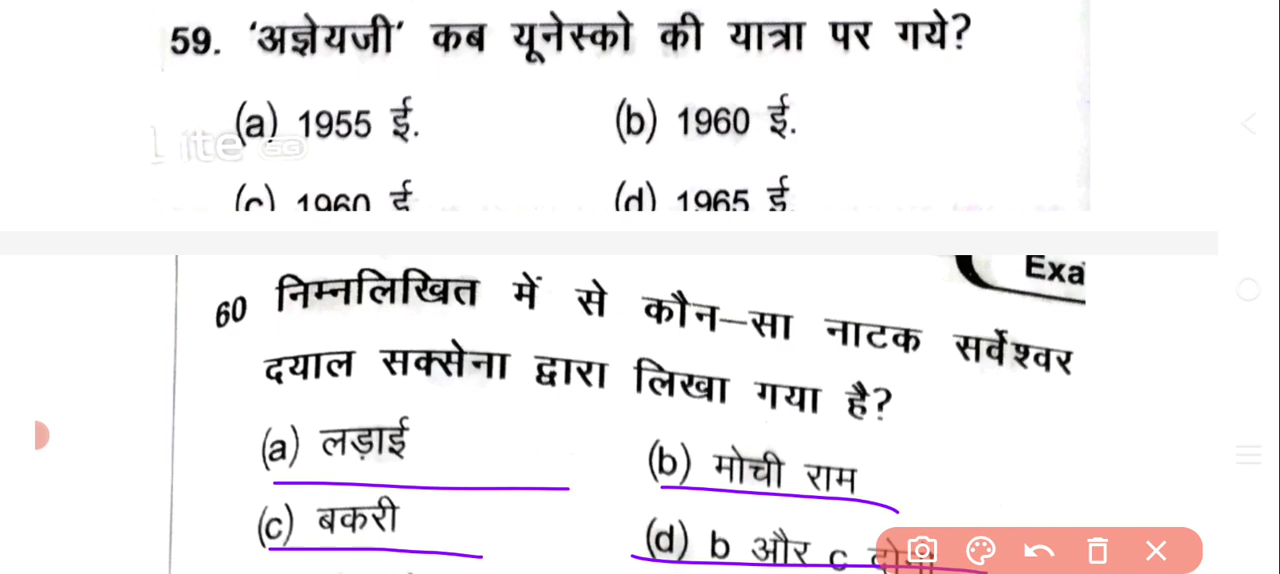 59. 'अज्ञेयजी' कब यूनेस्को की यात्रा पर गये?
(a) 1955 ई. (b) 1960 ई.
(c) 1960 ई (d) 1965 ई.
Exa
60 निम्नलिखित में से कौन–सा नाटक सर्वेश्वर
दयाल सक्सेना द्वारा लिखा गया है?
(a) लड़ाई (b) मोची राम
(c) बकरी (d) b और c